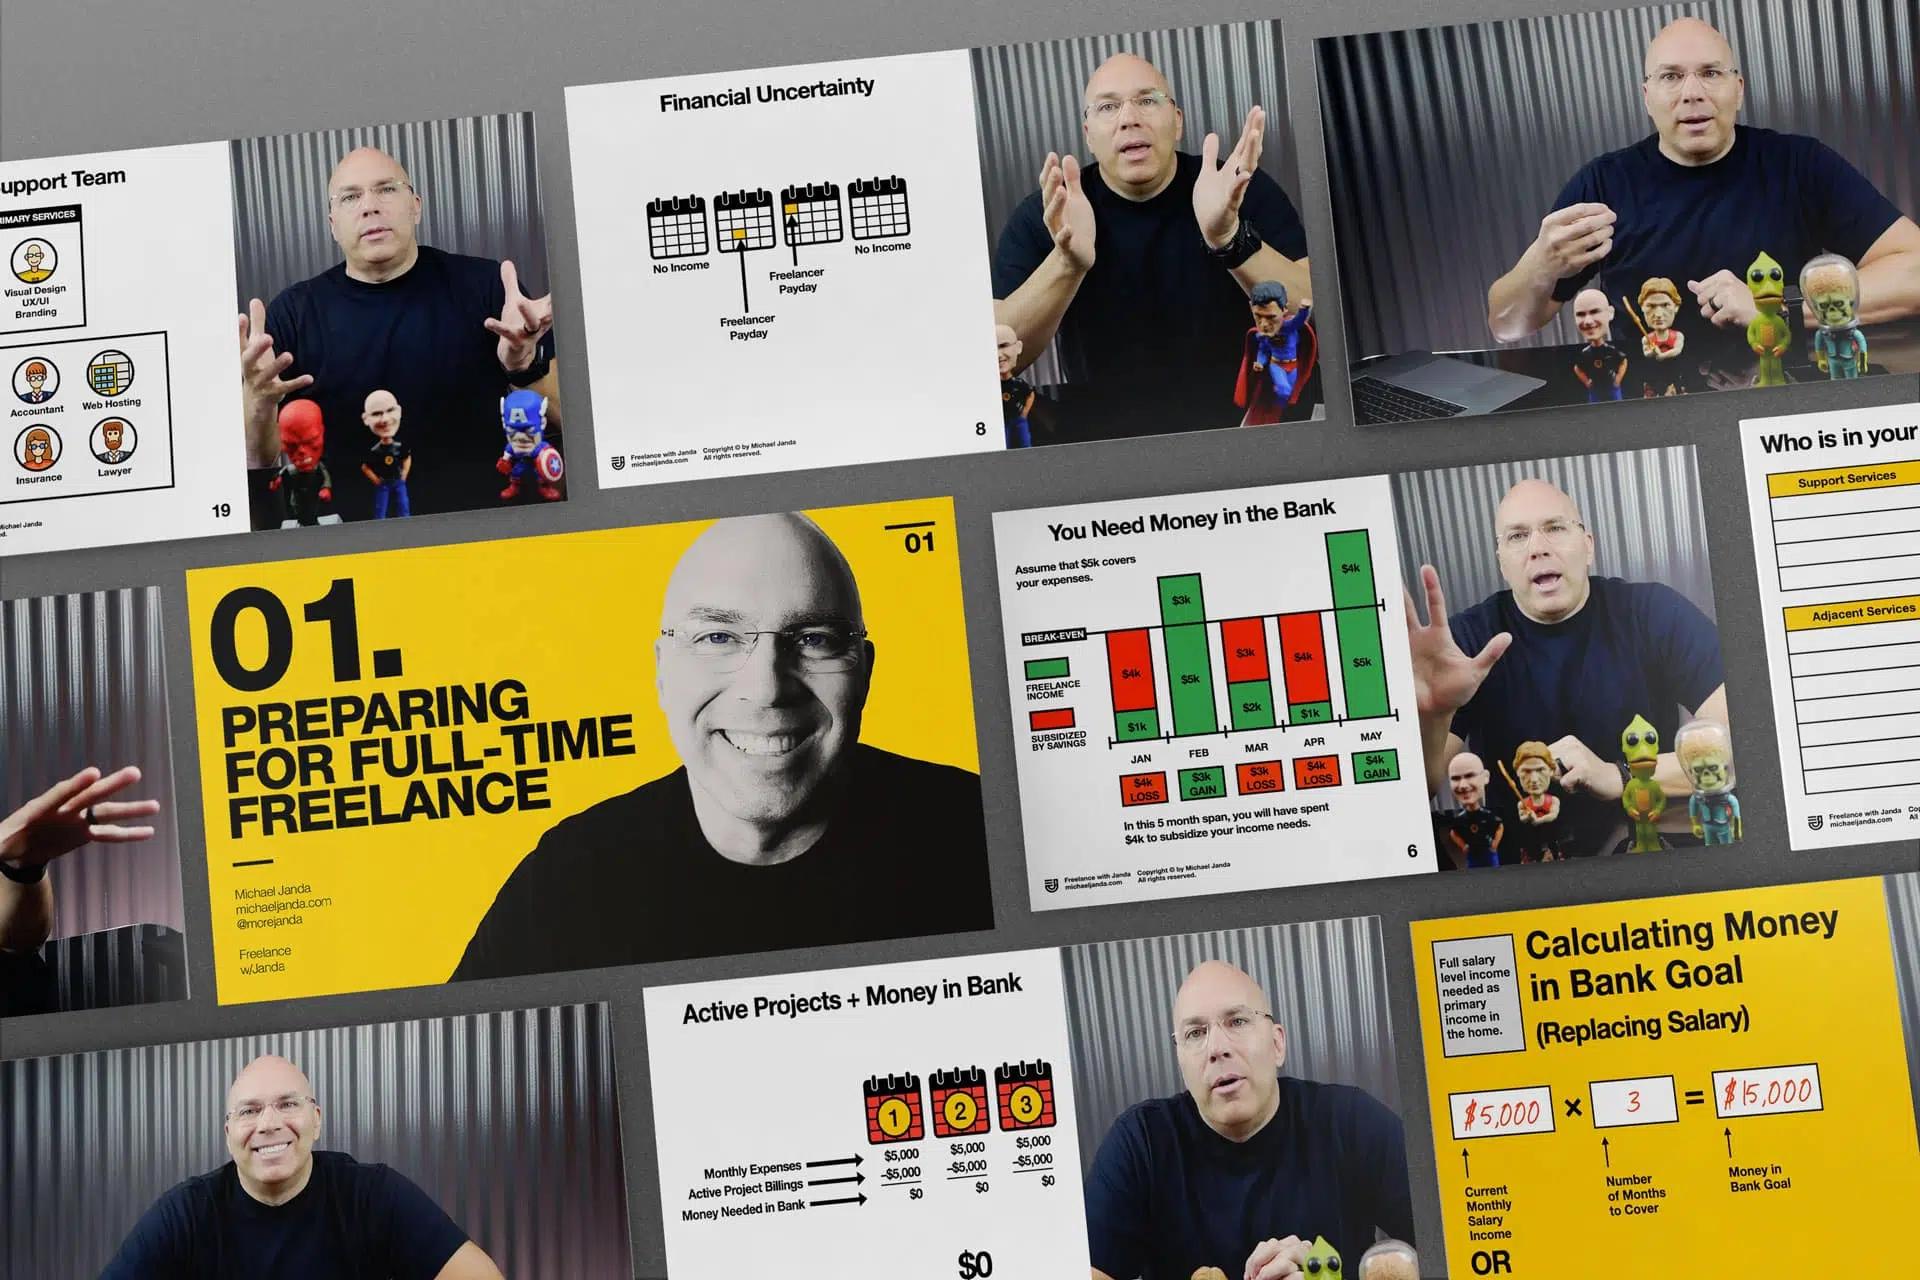 upport Team
RIMARY SERVICES
Visual Design
UX/UI
Branding
Accountant
Web Hosting
Insurance
Lawyer
Michael Janda
19
Financial Uncertainty
No Income
Freelancer
Payday
Freelancer
Payday
No Income
Freelance with Janda
michaeljanda.com
Copyright © by Michael Janda
All rights reserved.
8
01
01.
PREPARING
FOR FULL-TIME
FREELANCE
Michael Janda
michaeljanda.com
@morejanda
Freelance
w/Janda
You Need Money in the Bank
Assume that $5k covers
your expenses.
BREAK-EVEN
FREELANCE
INCOME
SUBSIDIZED
BY SAVINGS
$4k
$1k
$3k
$5k
$3k
$2k
$4k
$1k
$4k
$5k
JAN
FEB
MAR
APR
MAY
$4k
LOSS
$3k
GAIN
$3k
LOSS
$4k
LOSS
$4k
GAIN
In this 5 month span, you will have spent
$4k to subsidize your income needs.
Freelance with Janda
michaeljanda.com
Copyright © by Michael Janda
All rights reserved.
6
Who is in your
Support Services
Adjacent Services
Freelance with Janda
michaeljanda.com
Active Projects + Money in Bank
1
2
3
Monthly Expenses
$5,000
$5,000
$5,000
Active Project Billings
-$5,000
-$5,000
-$5,000
Money Needed in Bank
$0
$0
$0
$0
Full salary
level income
needed as
primary
income in
the home.
Calculating Money
in Bank Goal
(Replacing Salary)
$5,000 × 3 = $15,000
Current
Monthly
Salary
Income
Number
of Months
to Cover
Money in
Bank Goal
OR